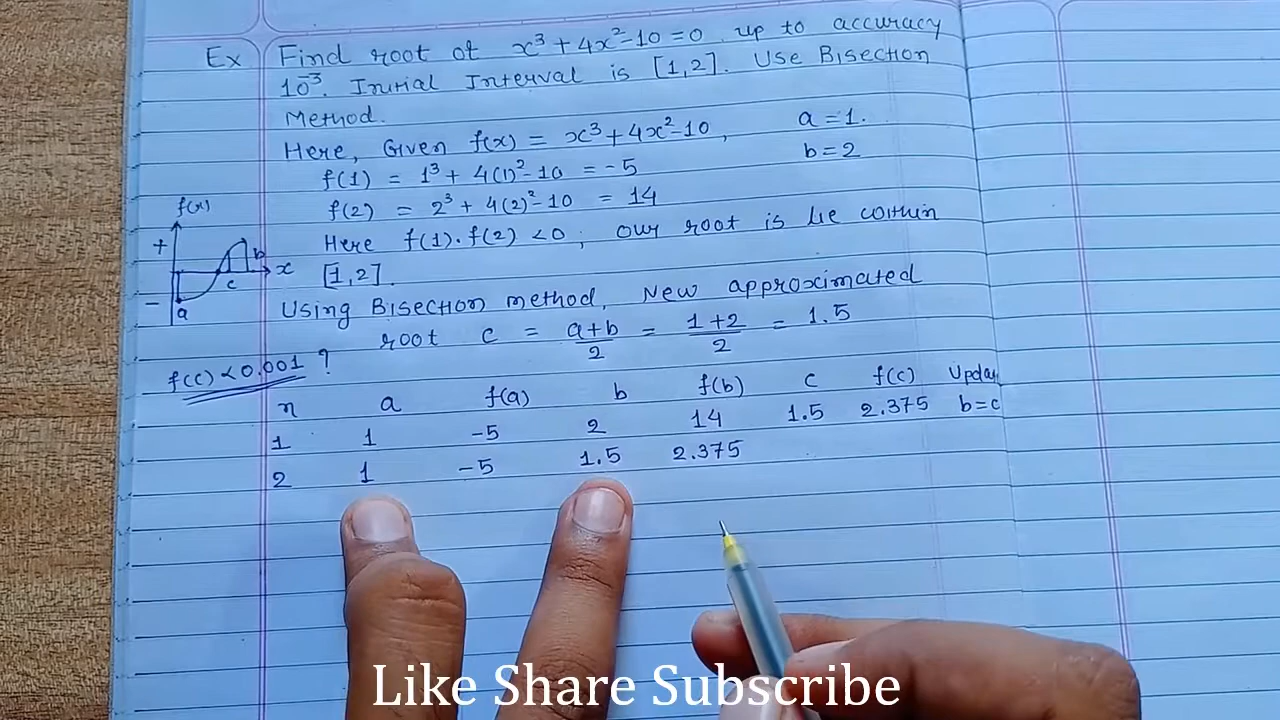 Ex Find root of x³ + 4x² - 10 = 0 up to accuracy
10⁻³. Initial Interval is [1,2]. Use Bisection
Method.
Here, Given f(x) = x³ + 4x² - 10, a = 1.
b = 2
f(1) = 1³ + 4(1)² - 10 = -5
f(2) = 2³ + 4(2)² - 10 = 14
Here f(1).f(2) < 0, our root is lie within
[1,2].
f(x)
+
b
x
c
-
a
Using Bisection method, New approximated
root c = a+b/2 = 1+2/2 = 1.5
f(c) < 0.001 ?
n a f(a) b f(b) c f(c) Updat
1 1 -5 2 14 1.5 2.375 b=c
2 1 -5 1.5 2.375
Like Share Subscribe